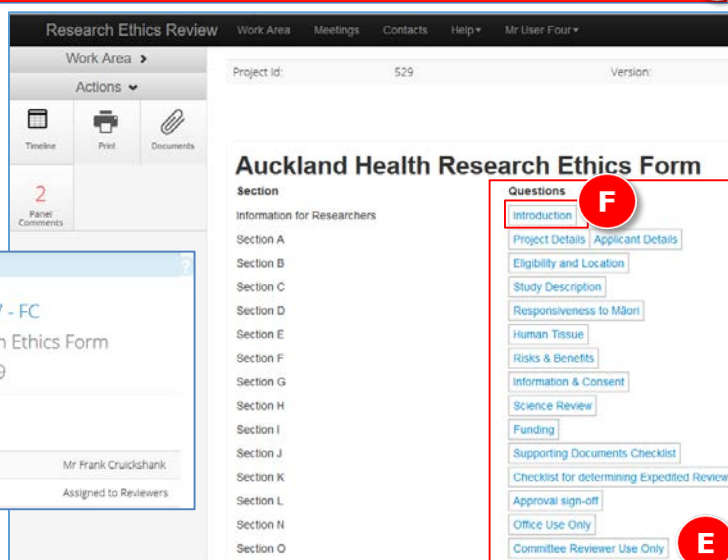 Research Ethics Review Work Area Meetings Contacts Help Mr User Four
Work Area
Actions
Timeline Print Documents
2
Panel Comments
Project Id: 529 Version:
Auckland Health Research Ethics Form
Section Questions
Information for Researchers Introduction
F
Section A Project Details Applicant Details
Section B Eligibility and Location
Section C Study Description
Section D Responsiveness to Māori
Section E Human Tissue
Section F Risks & Benefits
Section G Information & Consent
Section H Science Review
Section I Funding
Section J Supporting Documents Checklist
Section K Checklist for determining Expedited Review
Section L Approval sign-off
Section N Office Use Only
Section O Committee Reviewer Use Only
E
?
- FC
Ethics Form
Mr Frank Cruickshank
Assigned to Reviewers